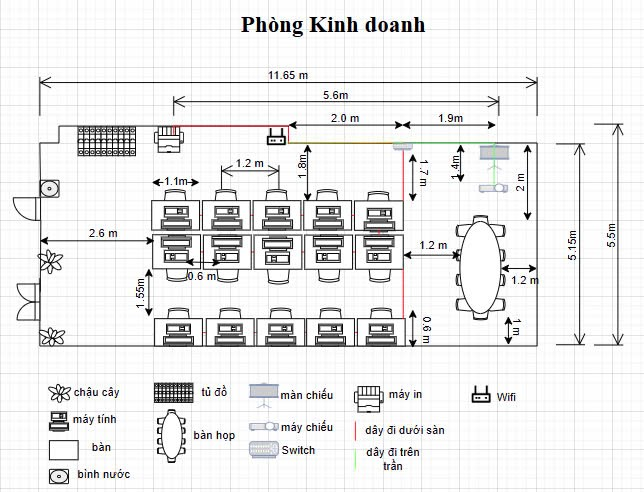 Phòng Kinh doanh
11.65 m
5.6m
2.0 m
1.9m
1.2 m
1.8m
1.7 m
1.4m
2 m
1.1m
2.6 m
0.6 m
1.2 m
1.2 m
1.55m
0.6 m
1m
5.15m
5.5m
chậu cây
tủ đồ
màn chiếu
máy in
Wifi
máy tính
máy chiếu
dây đi dưới sàn
bàn
bàn họp
Switch
dây đi trên
trần
bình nước